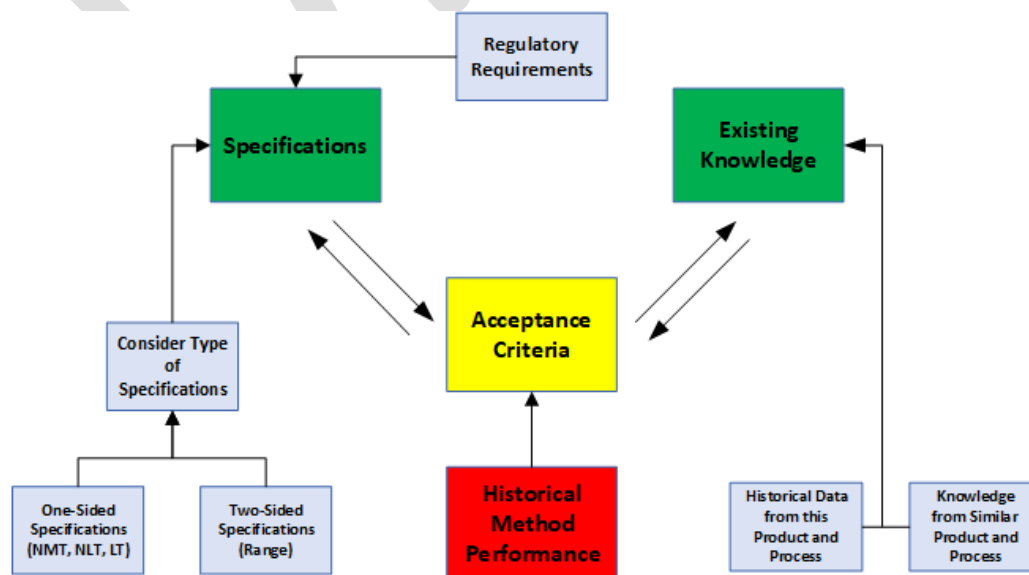 Regulatory
Requirements
Specifications
Existing
Knowledge
Acceptance
Criteria
Consider Type
of
Specifications
One-Sided
Specifications
(NMT, NLT, LT)
Two-Sided
Specifications
(Range)
Historical
Method
Performance
Historical Data
from this
Product and
Process
Knowledge
from Similar
Product and
Process